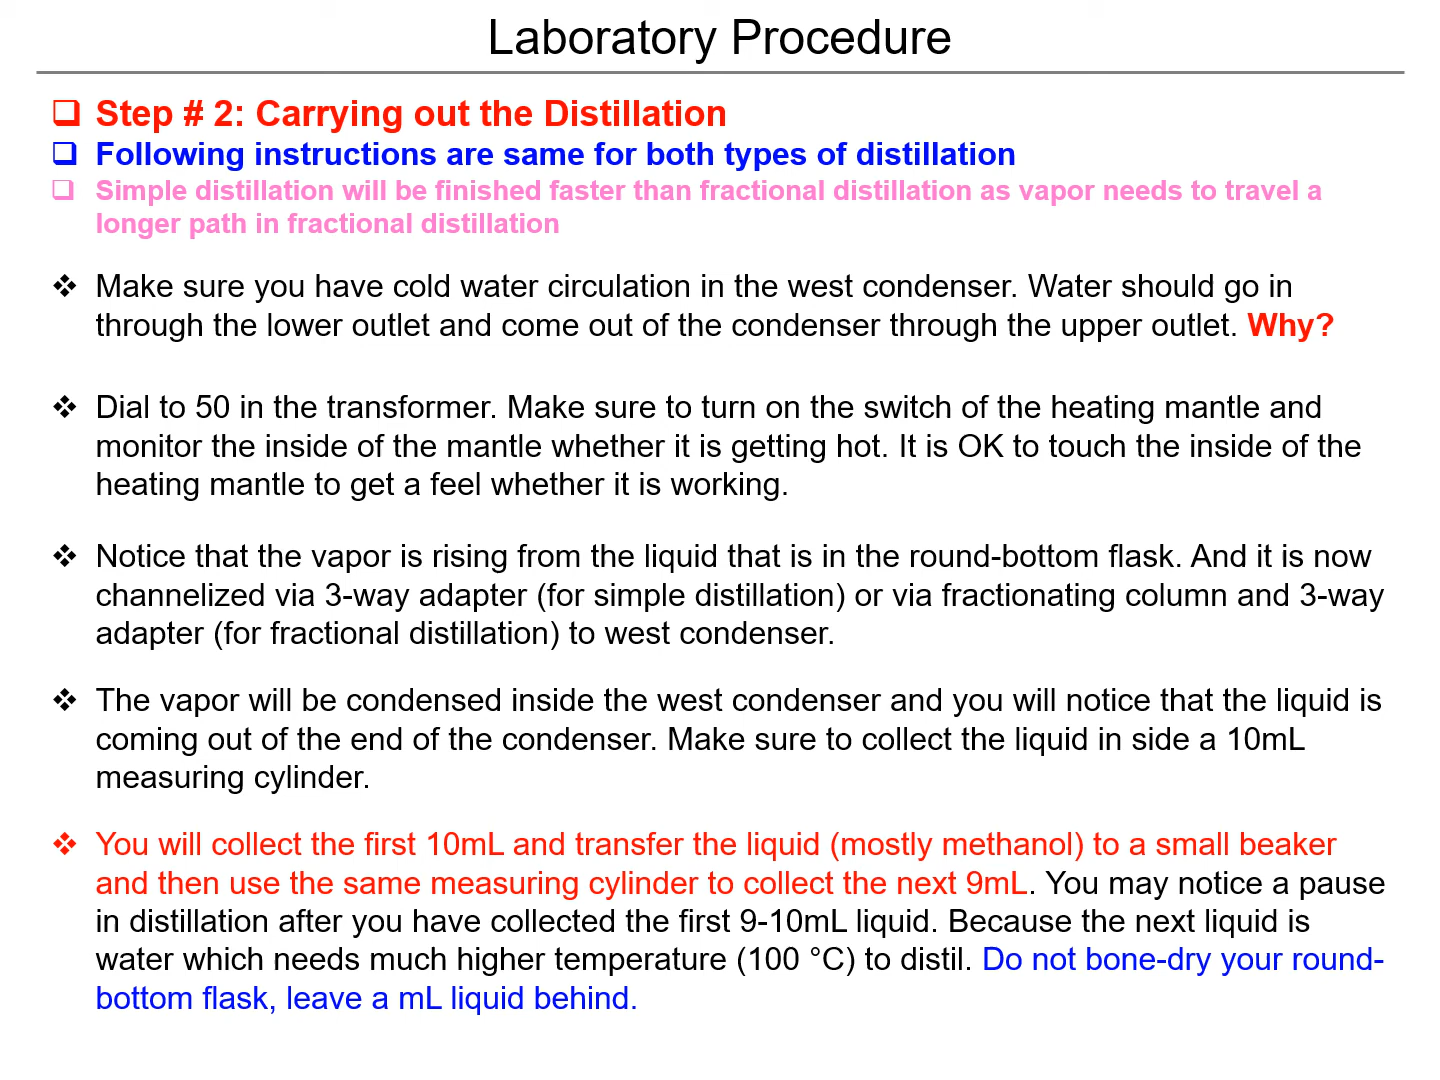 Laboratory Procedure
❑ Step # 2: Carrying out the Distillation
❑ Following instructions are same for both types of distillation
❑ Simple distillation will be finished faster than fractional distillation as vapor needs to travel a
longer path in fractional distillation
❖ Make sure you have cold water circulation in the west condenser. Water should go in
through the lower outlet and come out of the condenser through the upper outlet. Why?
❖ Dial to 50 in the transformer. Make sure to turn on the switch of the heating mantle and
monitor the inside of the mantle whether it is getting hot. It is OK to touch the inside of the
heating mantle to get a feel whether it is working.
❖ Notice that the vapor is rising from the liquid that is in the round-bottom flask. And it is now
channelized via 3-way adapter (for simple distillation) or via fractionating column and 3-way
adapter (for fractional distillation) to west condenser.
❖ The vapor will be condensed inside the west condenser and you will notice that the liquid is
coming out of the end of the condenser. Make sure to collect the liquid in side a 10mL
measuring cylinder.
❖ You will collect the first 10mL and transfer the liquid (mostly methanol) to a small beaker
and then use the same measuring cylinder to collect the next 9mL. You may notice a pause
in distillation after you have collected the first 9-10mL liquid. Because the next liquid is
water which needs much higher temperature (100 °C) to distil. Do not bone-dry your round-
bottom flask, leave a mL liquid behind.